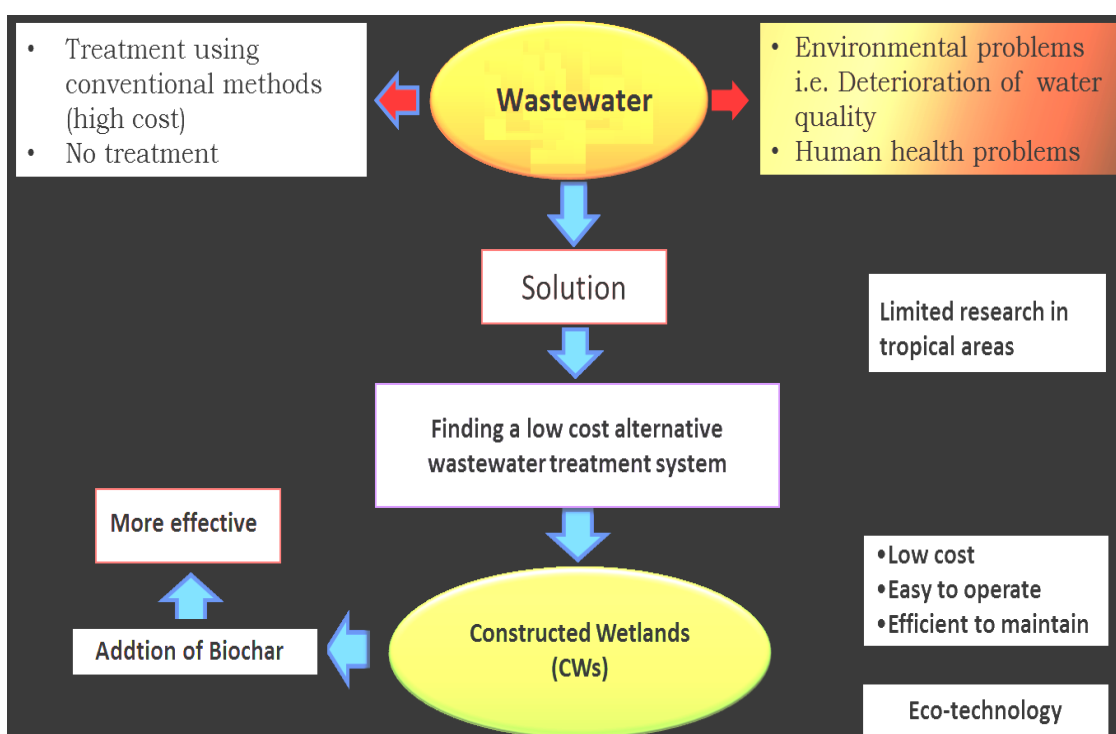 • Treatment using
conventional methods
(high cost)
• No treatment
Wastewater
• Environmental problems
i.e. Deterioration of water
quality
• Human health problems
Solution
Limited research in
tropical areas
Finding a low cost alternative
wastewater treatment system
More effective
•Low cost
•Easy to operate
•Efficient to maintain
Addtion of Biochar
Constructed Wetlands
(CWs)
Eco-technology